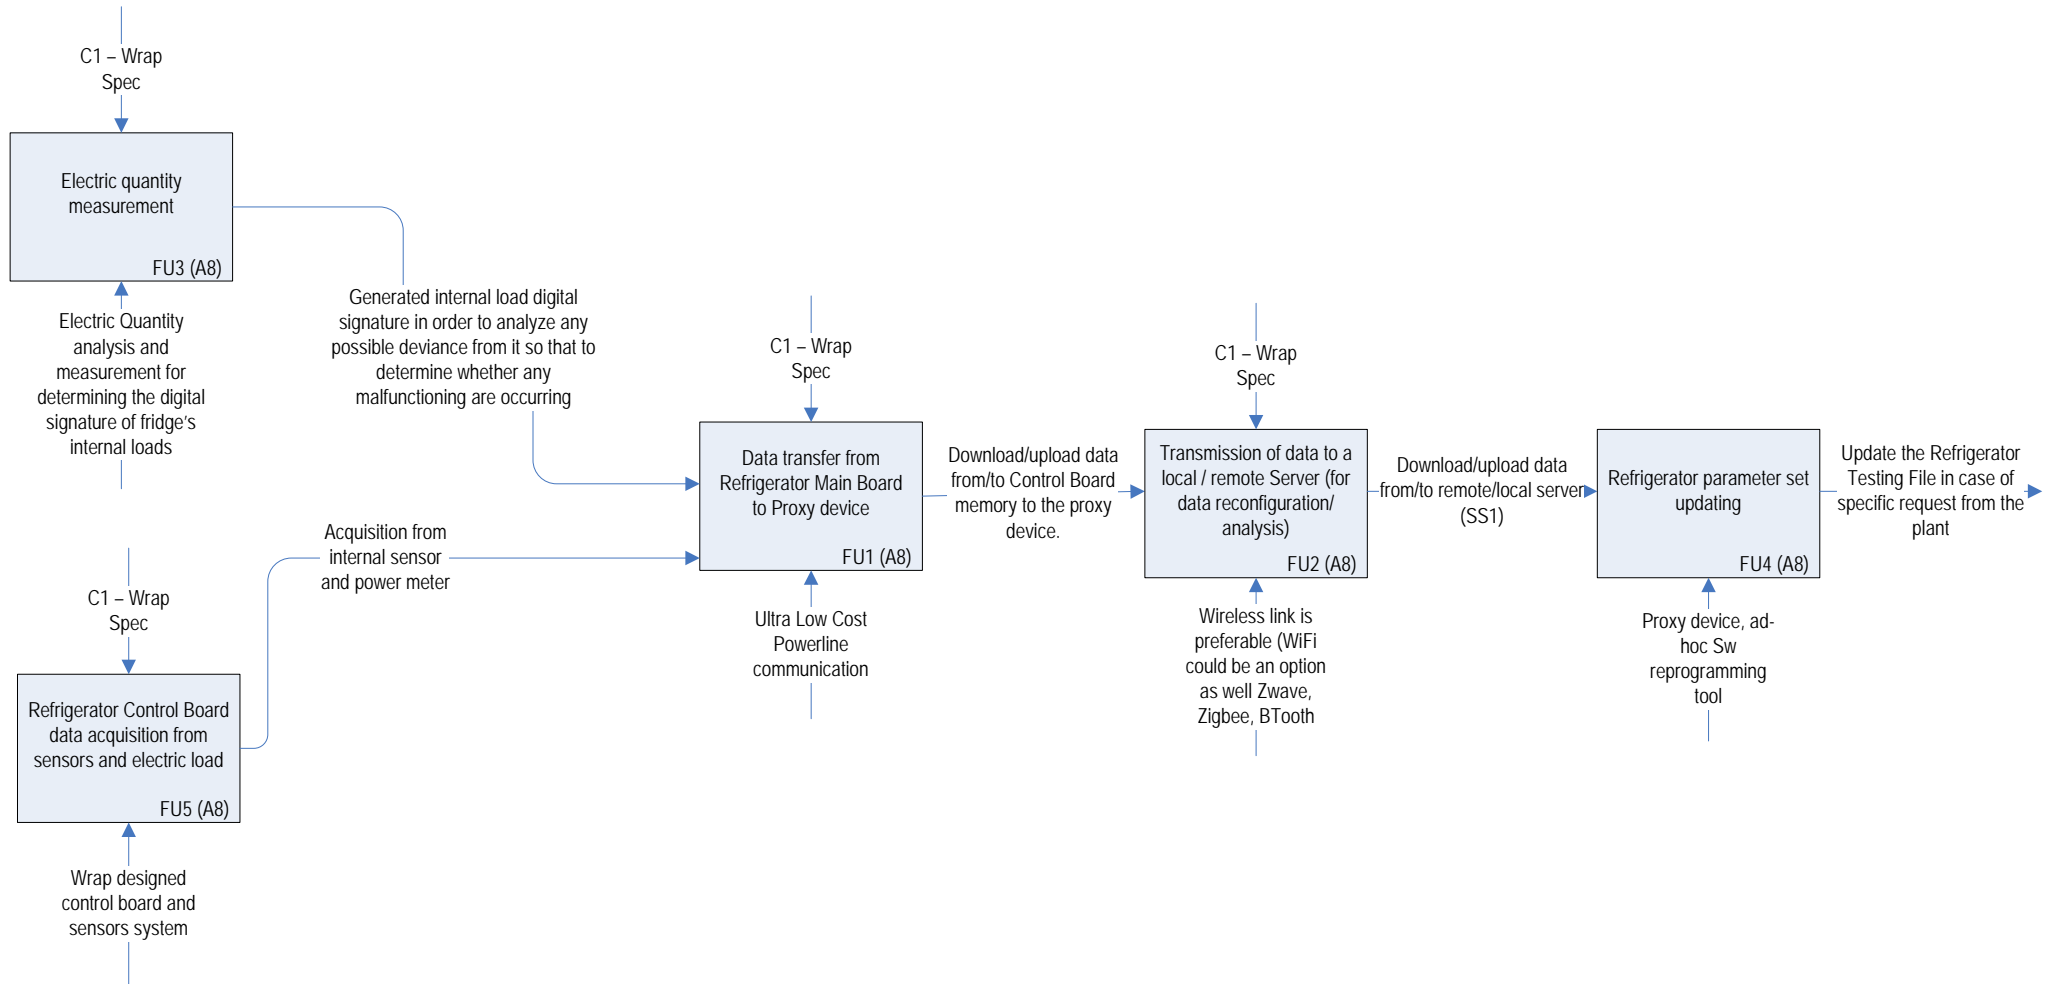 C1 – Wrap
Spec
Electric quantity
measurement
FU3 (A8)
Electric Quantity
analysis and
measurement for
determining the digital
signature of fridge's
internal loads
Generated internal load digital
signature in order to analyze any
possible deviance from it so that to
determine whether any
malfunctioning are occurring
C1 – Wrap
Spec
Refrigerator Control Board
data acquisition from
sensors and electric load
FU5 (A8)
Wrap designed
control board and
sensors system
Acquisition from
internal sensor
and power meter
C1 – Wrap
Spec
Data transfer from
Refrigerator Main Board
to Proxy device
FU1 (A8)
Ultra Low Cost
Powerline
communication
Download/upload data
from/to Control Board
memory to the proxy
device.
C1 – Wrap
Spec
Transmission of data to a
local / remote Server (for
data reconfiguration/
analysis)
FU2 (A8)
Wireless link is
preferable (WiFi
could be an option
as well Zwave,
Zigbee, BTooth
Download/upload data
from/to remote/local server
(SS1)
Refrigerator parameter set
updating
FU4 (A8)
Proxy device, ad-
hoc Sw
reprogramming
tool
Update the Refrigerator
Testing File in case of
specific request from the
plant